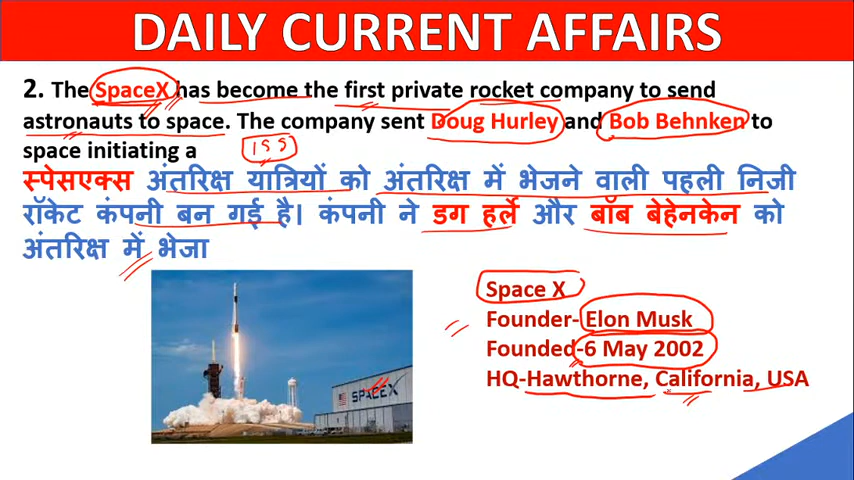 DAILY CURRENT AFFAIRS
2. The SpaceX has become the first private rocket company to send
astronauts to space. The company sent Doug Hurley and Bob Behnken to
space initiating a
ISS
स्पेसएक्स अंतरिक्ष यात्रियों को अंतरिक्ष में भेजने वाली पहली निजी
रॉकेट कंपनी बन गई है। कंपनी ने डग हर्ले और बॉब बेहेनकेन को
अंतरिक्ष में भेजा
SPACEX
Space X
Founder- Elon Musk
Founded-6 May 2002
HQ-Hawthorne, California, USA